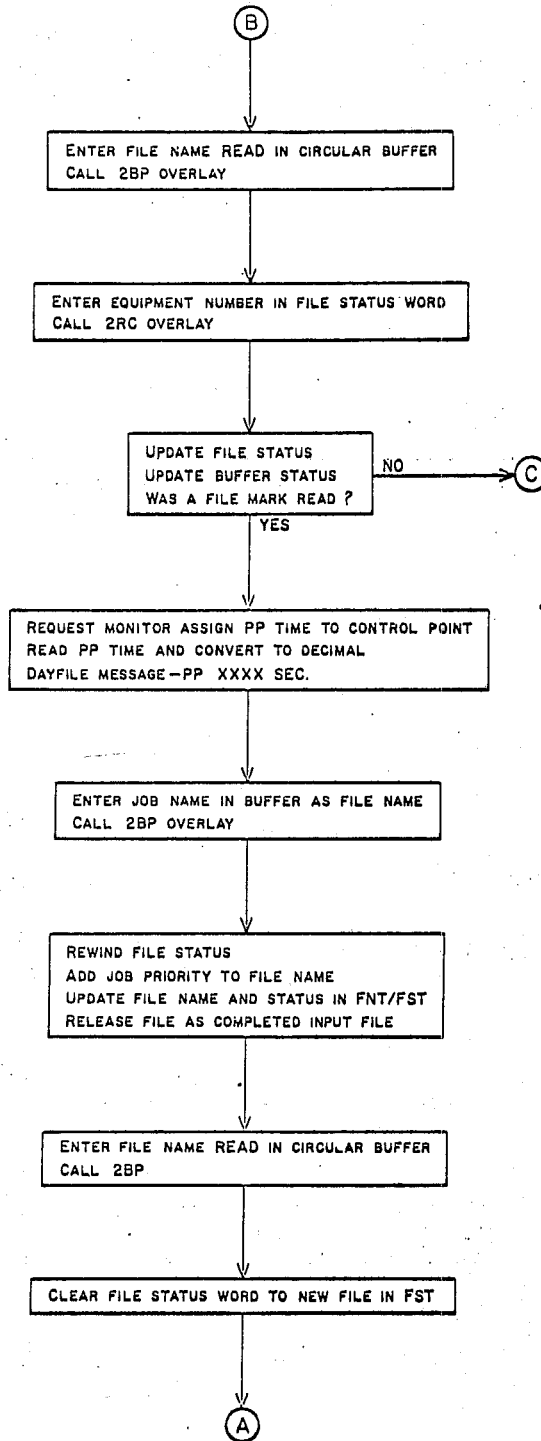 B
ENTER FILE NAME READ IN CIRCULAR BUFFER
CALL 2BP OVERLAY
ENTER EQUIPMENT NUMBER IN FILE STATUS WORD
CALL 2RC OVERLAY
UPDATE FILE STATUS
UPDATE BUFFER STATUS
WAS A FILE MARK READ ?
NO
C
YES
REQUEST MONITOR ASSIGN PP TIME TO CONTROL POINT
READ PP TIME AND CONVERT TO DECIMAL
DAYFILE MESSAGE—PP XXXX SEC.
ENTER JOB NAME IN BUFFER AS FILE NAME
CALL 2BP OVERLAY
REWIND FILE STATUS
ADD JOB PRIORITY TO FILE NAME
UPDATE FILE NAME AND STATUS IN FNT/FST
RELEASE FILE AS COMPLETED INPUT FILE
ENTER FILE NAME READ IN CIRCULAR BUFFER
CALL 2BP
CLEAR FILE STATUS WORD TO NEW FILE IN FST
A